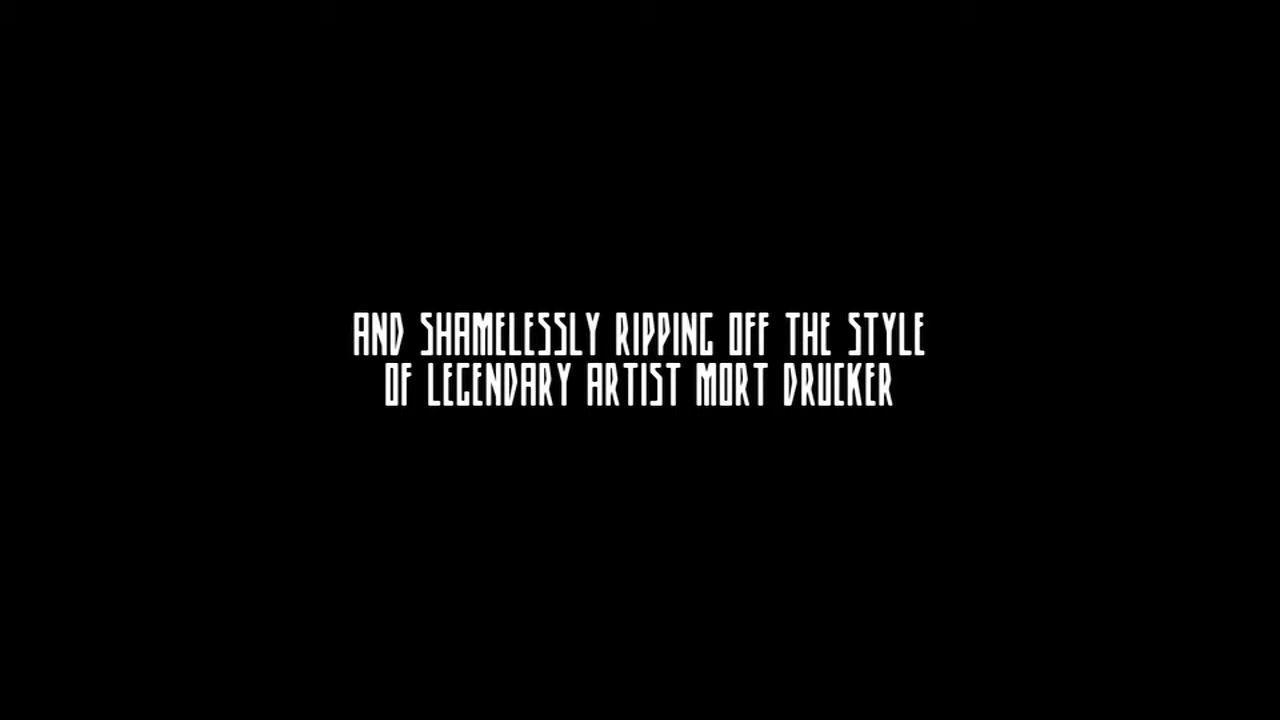 AND SHAMELESSLY RIPPING OFF THE STYLE
OF LEGENDARY ARTIST MORT DRUCKER